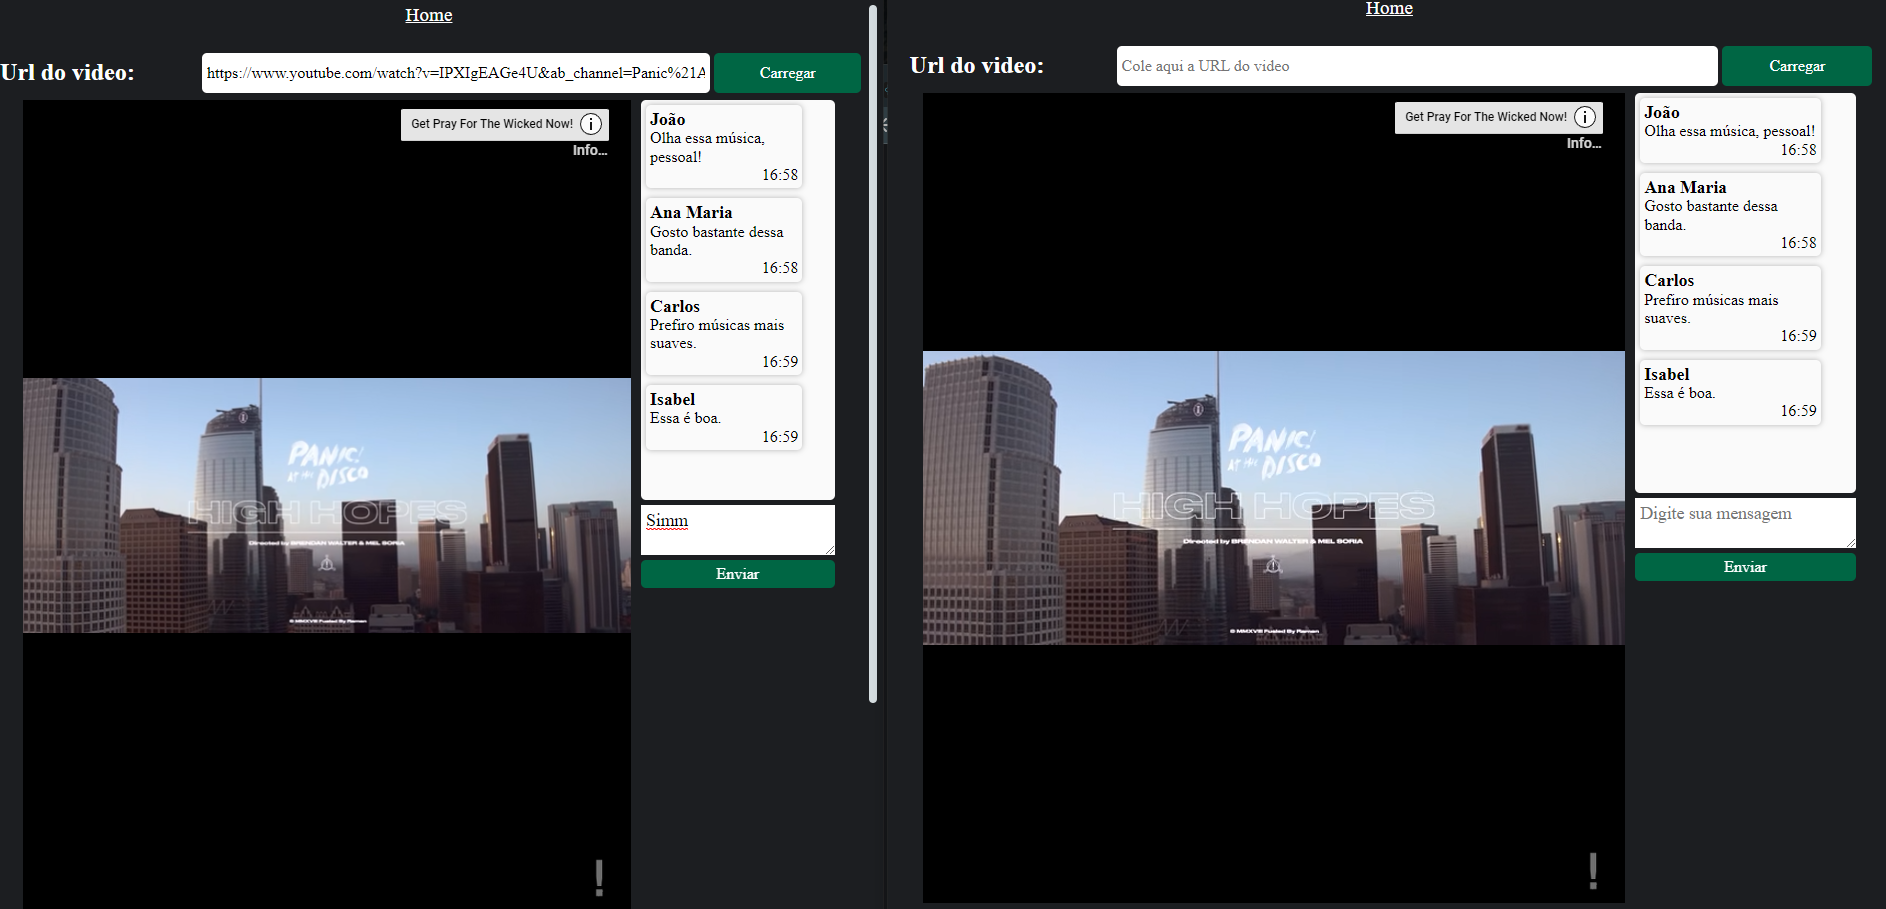 Home
Url do video:
https://www.youtube.com/watch?v=IPXIgEAGe4U&ab_channel=Panic%21A
Carregar
Get Pray For The Wicked Now!
Info...
PANIC!
AT THE DISCO
HIGH HOPES
Directed by BRENDAN WALTER & MEL SORIA
© MMXVIII Fueled By Ramen
João
Olha essa música,
pessoal!
16:58
Ana Maria
Gosto bastante dessa
banda.
16:58
Carlos
Prefiro músicas mais
suaves.
16:59
Isabel
Essa é boa.
16:59
Simm
Enviar
Home
Url do video:
Cole aqui a URL do video
Carregar
Get Pray For The Wicked Now!
Info...
PANIC!
AT THE DISCO
HIGH HOPES
Directed by BRENDAN WALTER & MEL SORIA
© MMXVIII Fueled By Ramen
João
Olha essa música, pessoal!
16:58
Ana Maria
Gosto bastante dessa
banda.
16:58
Carlos
Prefiro músicas mais
suaves.
16:59
Isabel
Essa é boa.
16:59
Digite sua mensagem
Enviar